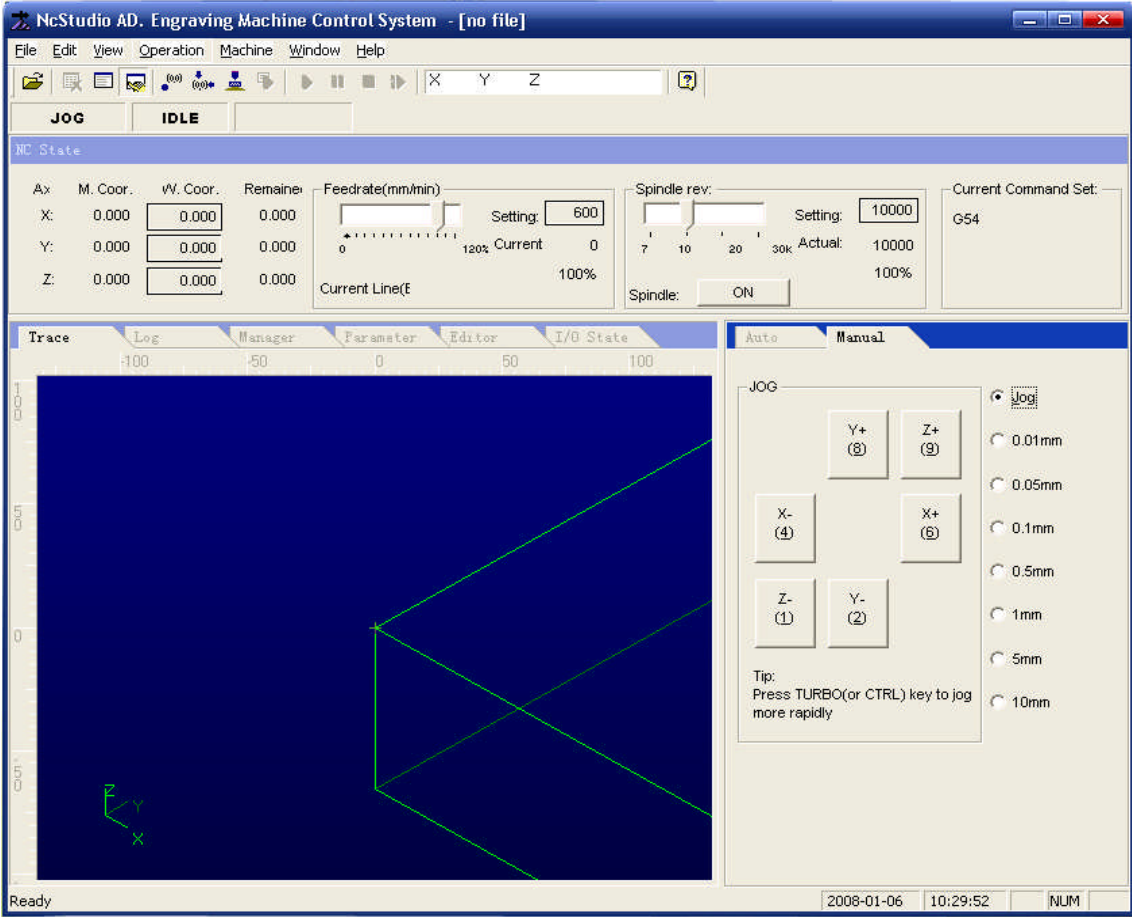 NcStudio AD. Engraving Machine Control System - [no file]
File Edit View Operation Machine Window Help
X Y Z
JOG IDLE
NC State
Ax M. Coor. W. Coor. Remaine
X: 0.000 0.000 0.000
Y: 0.000 0.000 0.000
Z: 0.000 0.000 0.000
Feedrate(mm/min)
Setting: 600
0 120% Current 0
100%
Current Line(E
Spindle rev:
Setting: 10000
7 10 20 30K Actual: 10000
100%
Spindle: ON
Current Command Set:
G54
Trace Log Manager Parameter Editor I/O State
-100 -50 0 50 100
100
50
0
-50
Z
Y
X
Auto Manual
JOG
Y+
(8)
Z+
(9)
X-
(4)
X+
(6)
Z-
(1)
Y-
(2)
Tip:
Press TURBO(or CTRL) key to jog
more rapidly
Jog
0.01mm
0.05mm
0.1mm
0.5mm
1mm
5mm
10mm
Ready 2008-01-06 10:29:52 NUM